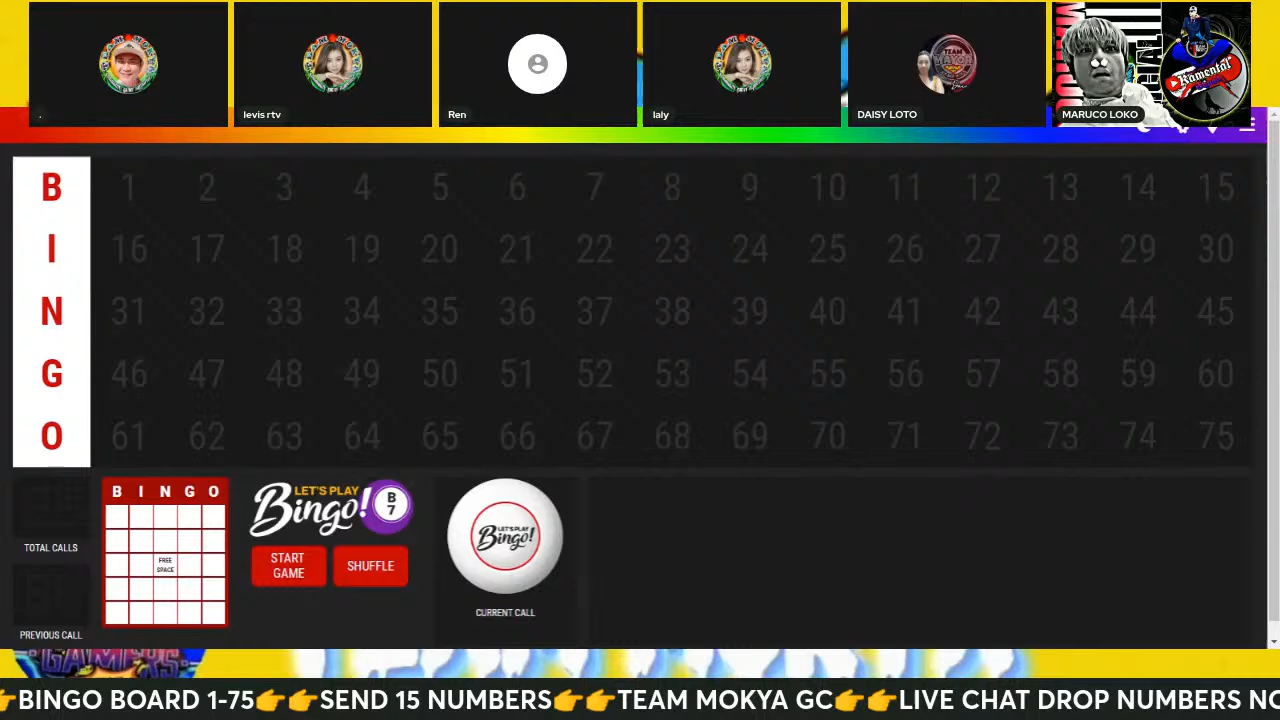 .
levis rtv
Ren
laly
DAISY LOTO
MARUCO LOKO
Kamental
TEAM
MAYOR
B 1 2 3 4 5 6 7 8 9 10 11 12 13 14 15
I 16 17 18 19 20 21 22 23 24 25 26 27 28 29 30
N 31 32 33 34 35 36 37 38 39 40 41 42 43 44 45
G 46 47 48 49 50 51 52 53 54 55 56 57 58 59 60
O 61 62 63 64 65 66 67 68 69 70 71 72 73 74 75
TOTAL CALLS
PREVIOUS CALL
B I N G O
FREE
SPACE
LET'S PLAY
Bingo!
B
7
START
GAME
SHUFFLE
LET'S PLAY
Bingo!
CURRENT CALL
GAMERS
👉BINGO BOARD 1-75👉👉SEND 15 NUMBERS👉👉TEAM MOKYA GC👉👉LIVE CHAT DROP NUMBERS NO